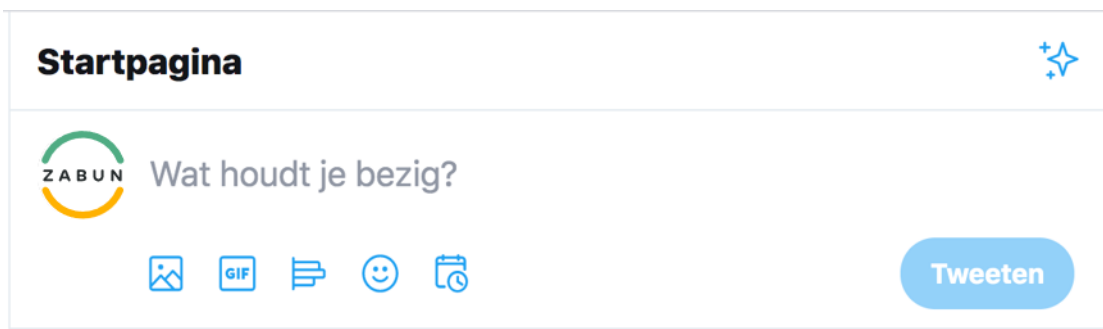 Startpagina
ZABUN
Wat houdt je bezig?
GIF
Tweeten